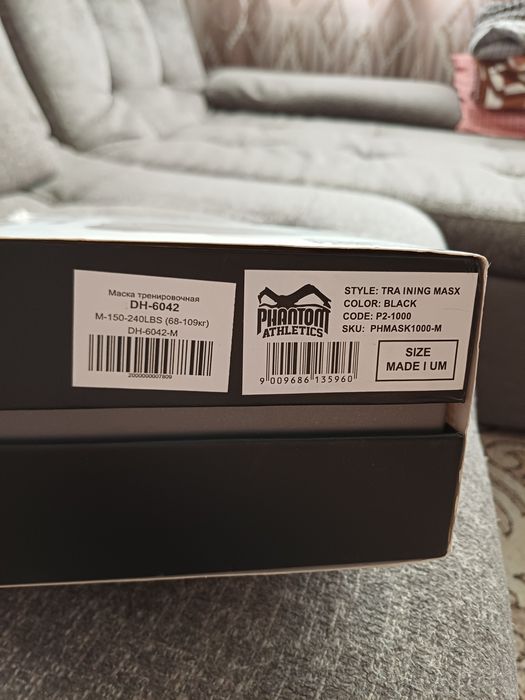 Маска тренировочная
DH-6042
M-150-240LBS (68-109кг)
DH-6042-M
2000000007809
PHANTOM
ATHLETICS
9 009686 135960
STYLE: TRA INING MASX
COLOR: BLACK
CODE: P2-1000
SKU: PHMASK1000-M
SIZE
MADE I UM